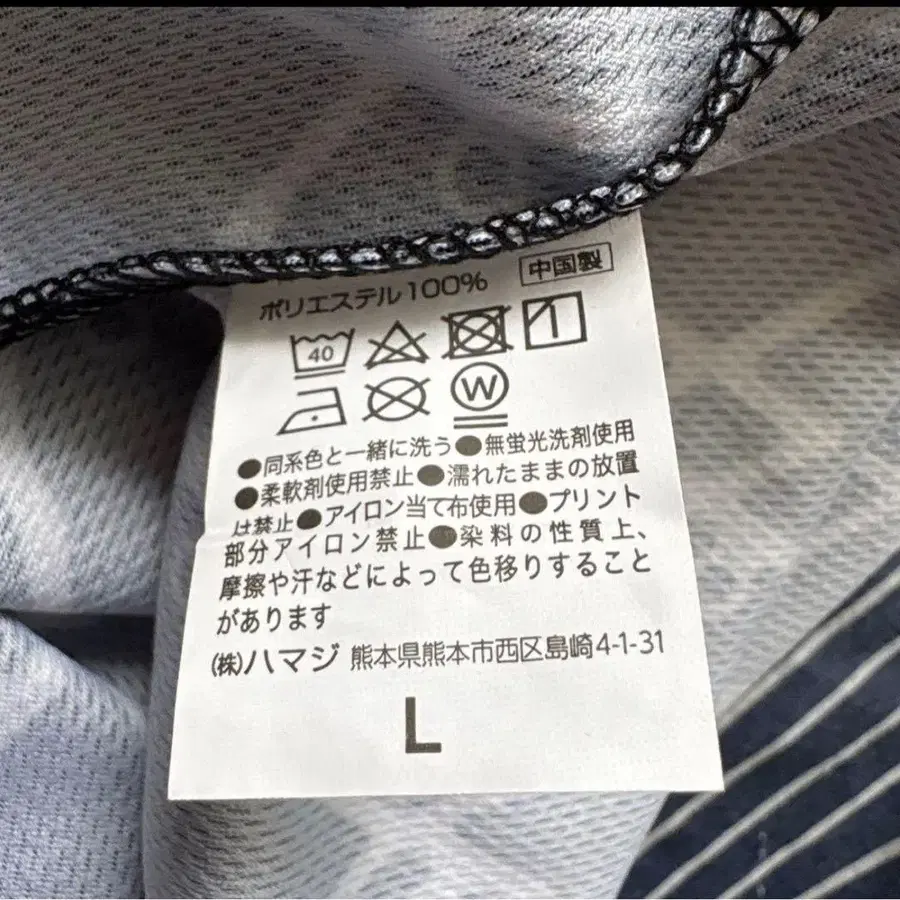 ポリエステル100% 中国製
40
W
●同系色と一緒に洗う●無蛍光洗剤使用
●柔軟剤使用禁止●濡れたままの放置
は禁止●アイロン当て布使用●プリント
部分アイロン禁止●染料の性質上、
摩擦や汗などによって色移りすること
があります
(株)ハマジ 熊本県熊本市西区島崎4-1-31
L